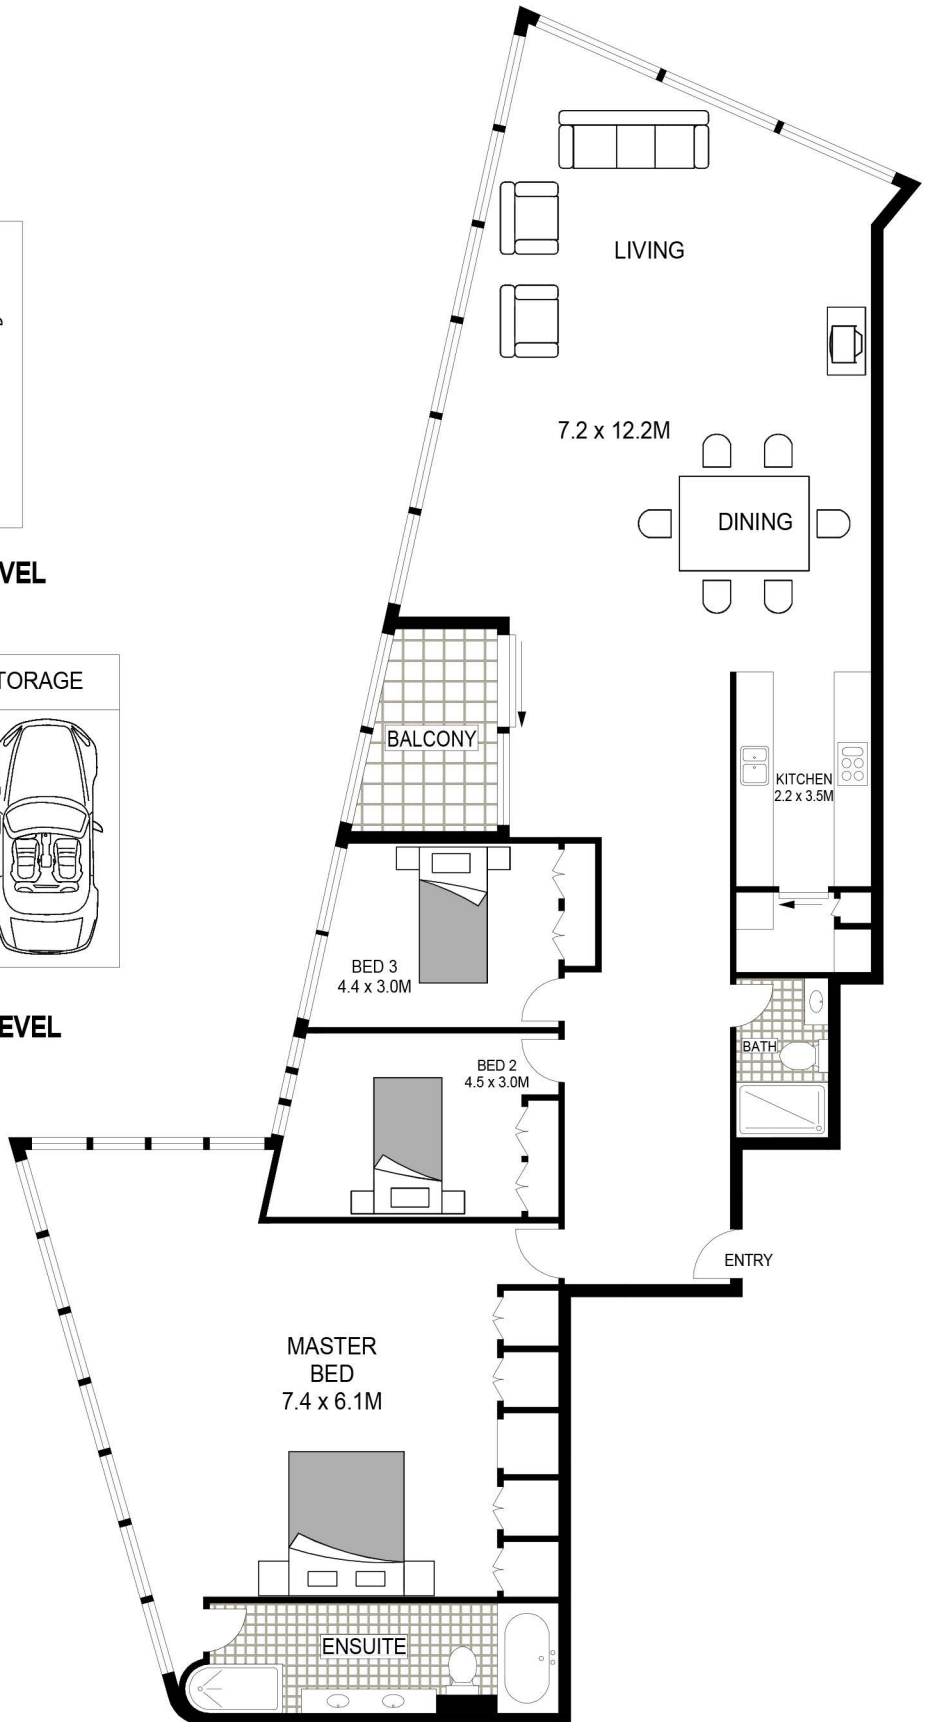 LIVING
7.2 x 12.2M
DINING
VEL
TORAGE
BALCONY
KITCHEN
2.2 x 3.5M
BED 3
4.4 x 3.0M
EVEL
BATH
BED 2
4.5 x 3.0M
ENTRY
MASTER
BED
7.4 x 6.1M
ENSUITE